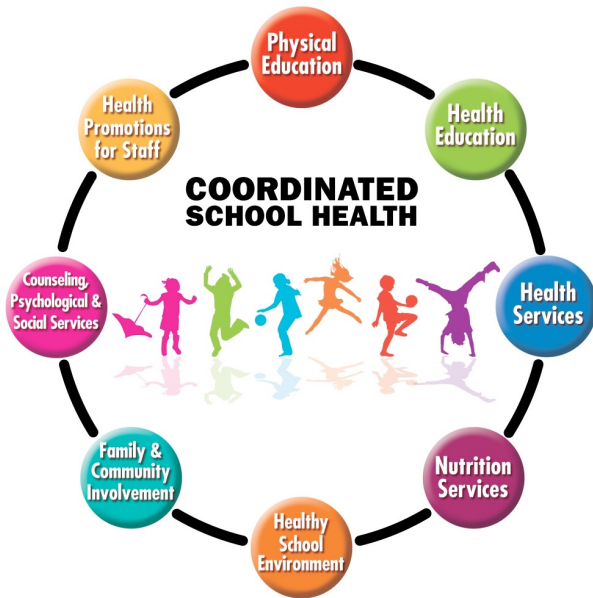 Physical
Education
Health
Education
Health
Services
Nutrition
Services
Healthy
School
Environment
Family &
Community
Involvement
Counseling,
Psychological &
Social Services
Health
Promotions
for Staff
COORDINATED
SCHOOL HEALTH